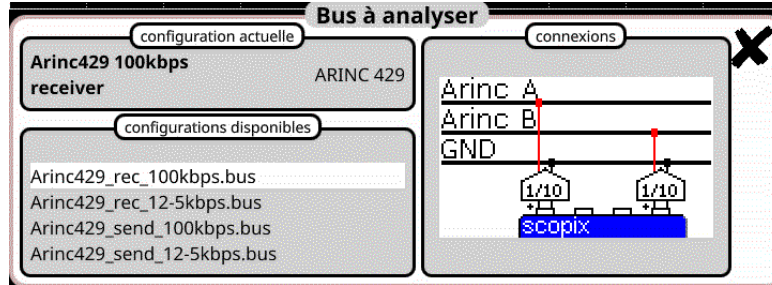 Bus à analyser
configuration actuelle
Arinc429 100kbps
receiver
ARINC 429
configurations disponibles
Arinc429_rec_100kbps.bus
Arinc429_rec_12-5kbps.bus
Arinc429_send_100kbps.bus
Arinc429_send_12-5kbps.bus
connexions
Arinc A
Arinc B
GND
1/10 1/10
+ +
scopix